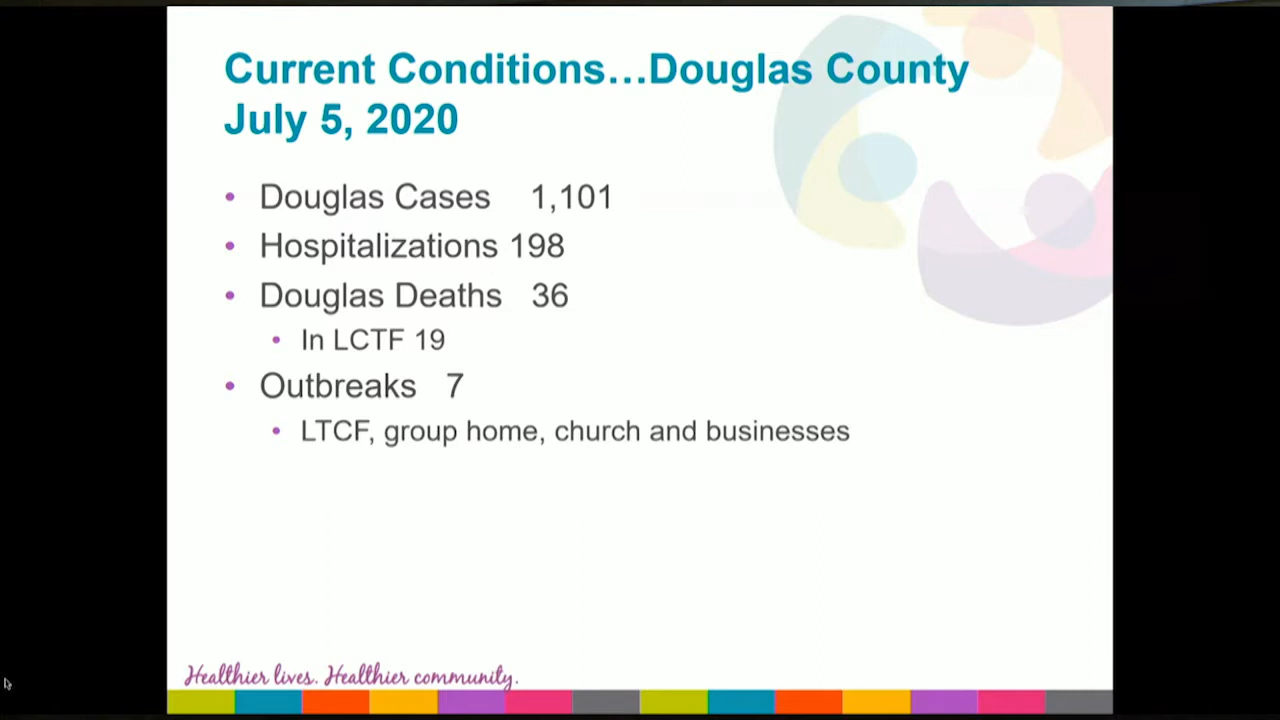 Current Conditions…Douglas County
July 5, 2020
• Douglas Cases 1,101
• Hospitalizations 198
• Douglas Deaths 36
• In LCTF 19
• Outbreaks 7
• LTCF, group home, church and businesses
Healthier lives. Healthier community.